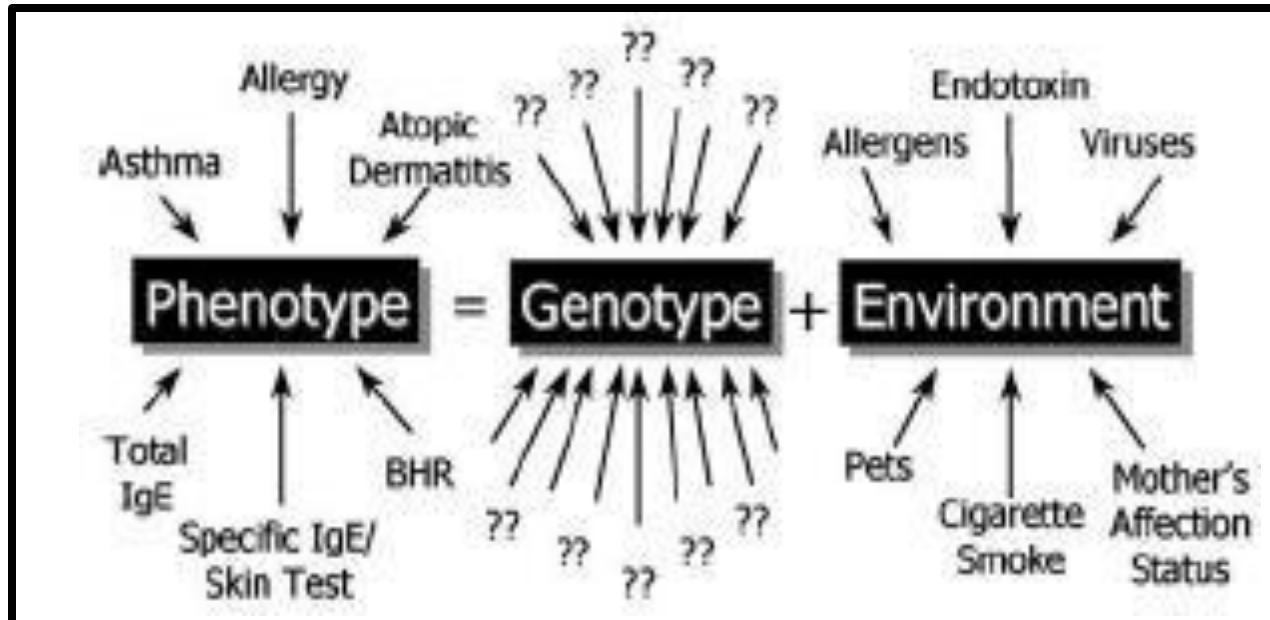 ??
?? ??
Allergy ?? ??
Endotoxin
Atopic
Dermatitis
Asthma
Allergens
Viruses
Phenotype = Genotype + Environment
Total
IgE
BHR
Specific IgE/
Skin Test
?? ??
?? ??
??
Pets
Cigarette
Smoke
Mother's
Affection
Status